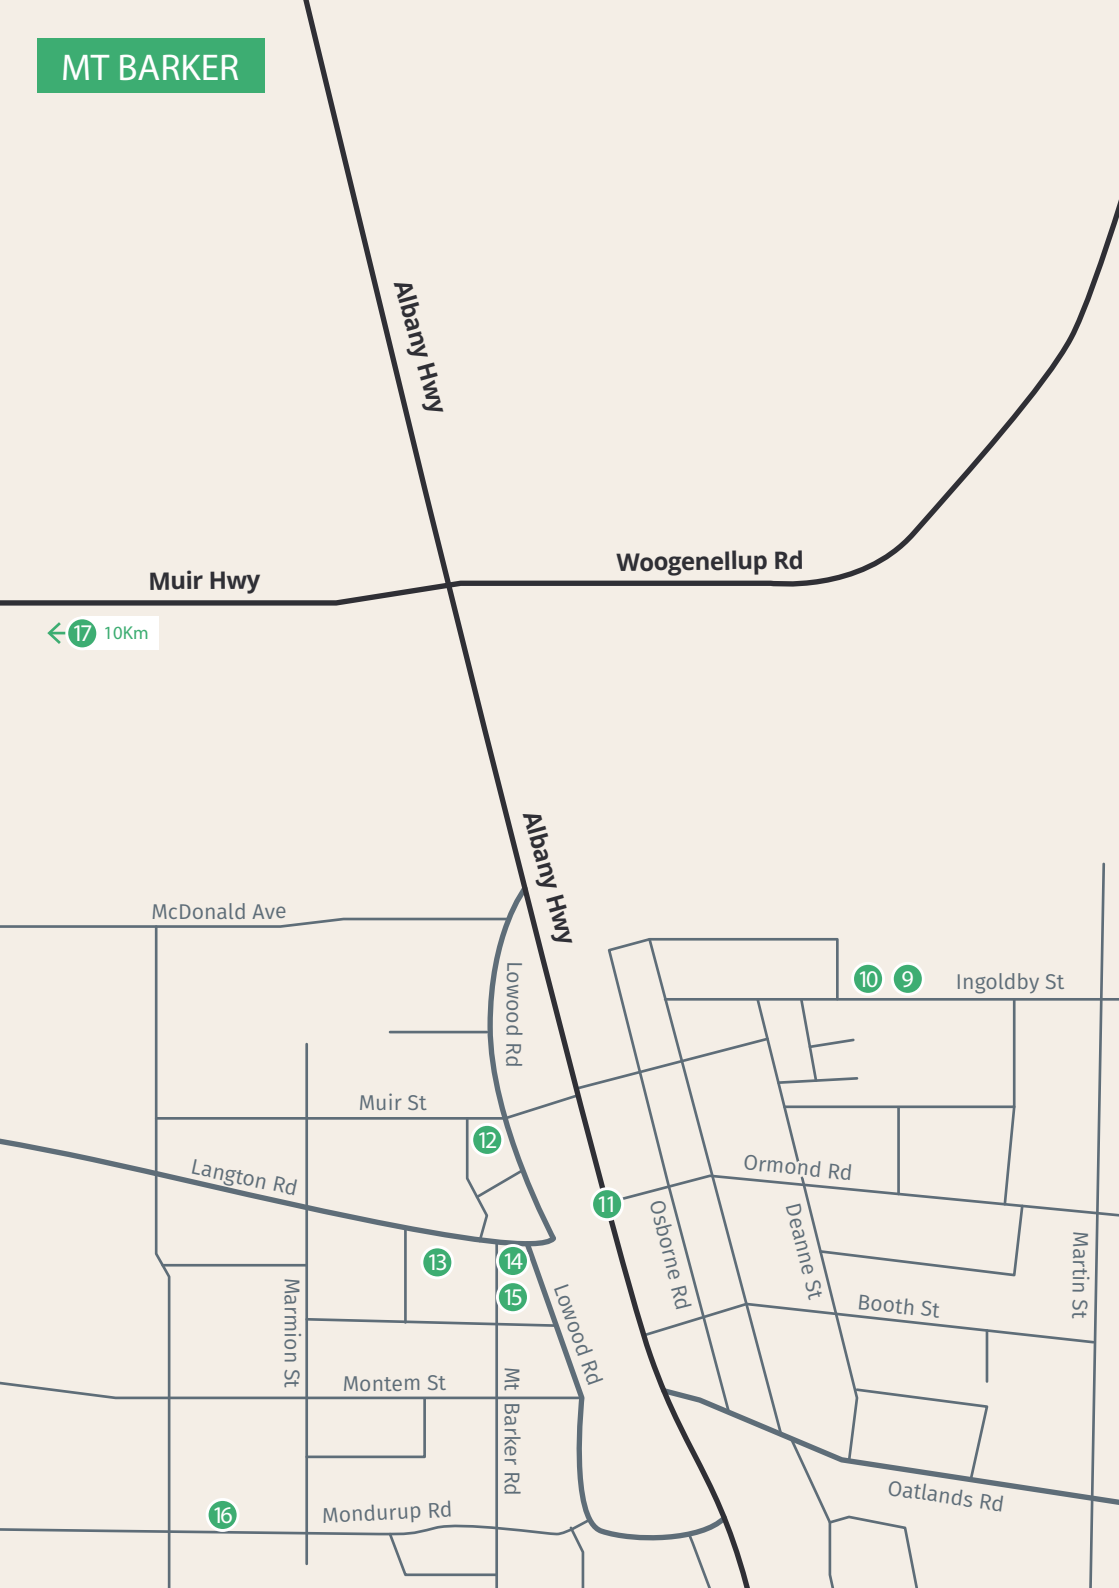 MT BARKER
Albany Hwy
Woogenellup Rd
Muir Hwy
17 10Km
Albany Hwy
McDonald Ave
Lowood Rd
10 9 Ingoldby St
Muir St
12
Langton Rd
Ormond Rd
11
Osborne Rd
Deanne St
Martin St
13
14
15
Marmion St
Lowood Rd
Booth St
Montem St
Mt Barker Rd
Oatlands Rd
16
Mondurup Rd